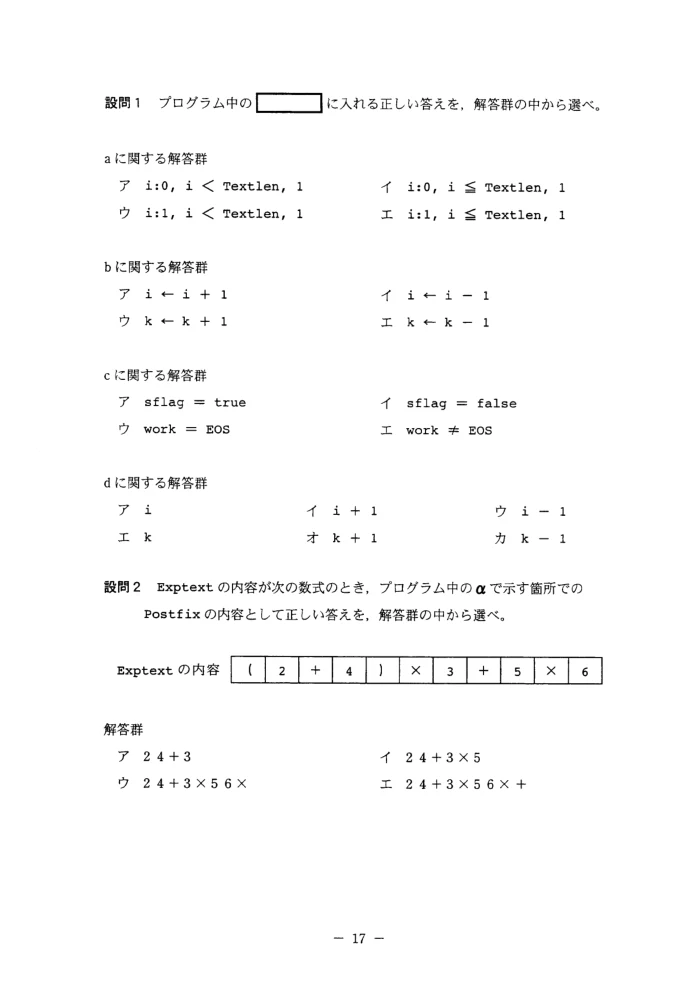 設問1 プログラム中の に入れる正しい答えを，解答群の中から選べ。
aに関する解答群
ア i:0, i < Textlen, 1 イ i:0, i ≦ Textlen, 1
ウ i:1, i < Textlen, 1 エ i:1, i ≦ Textlen, 1
bに関する解答群
ア i ← i + 1 イ i ← i − 1
ウ k ← k + 1 エ k ← k − 1
cに関する解答群
ア sflag = true イ sflag = false
ウ work = EOS エ work ≠ EOS
dに関する解答群
ア i イ i + 1 ウ i − 1
エ k オ k + 1 カ k − 1
設問2 Exptext の内容が次の数式のとき，プログラム中の α で示す箇所での
Postfix の内容として正しい答えを，解答群の中から選べ。
Exptext の内容 ( 2 + 4 ) × 3 + 5 × 6
解答群
ア 2 4 + 3 イ 2 4 + 3 × 5
ウ 2 4 + 3 × 5 6 × エ 2 4 + 3 × 5 6 × +
− 17 −